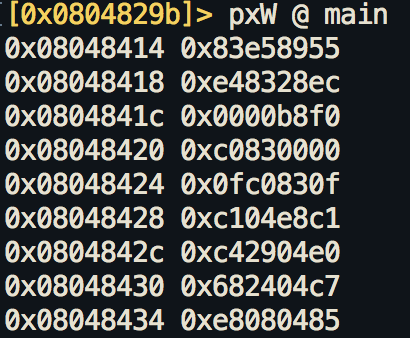 [0x0804829b]> pxW @ main
0x08048414 0x83e58955
0x08048418 0xe48328ec
0x0804841c 0x0000b8f0
0x08048420 0xc0830000
0x08048424 0x0fc0830f
0x08048428 0xc104e8c1
0x0804842c 0xc42904e0
0x08048430 0x682404c7
0x08048434 0xe8080485